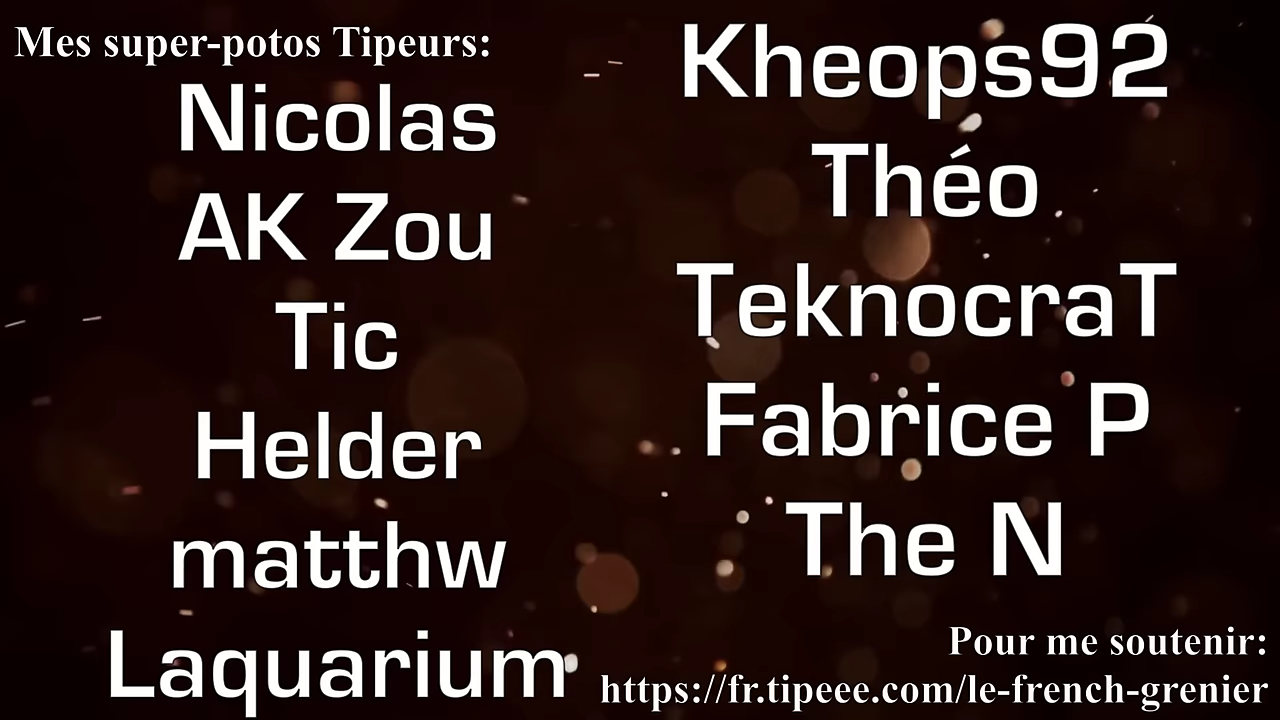 Mes super-potos Tipeurs:
Nicolas
AK Zou
Tic
Helder
matthw
Laquarium
Kheops92
Théo
TeknocraT
Fabrice P
The N
Pour me soutenir:
https://fr.tipeee.com/le-french-grenier